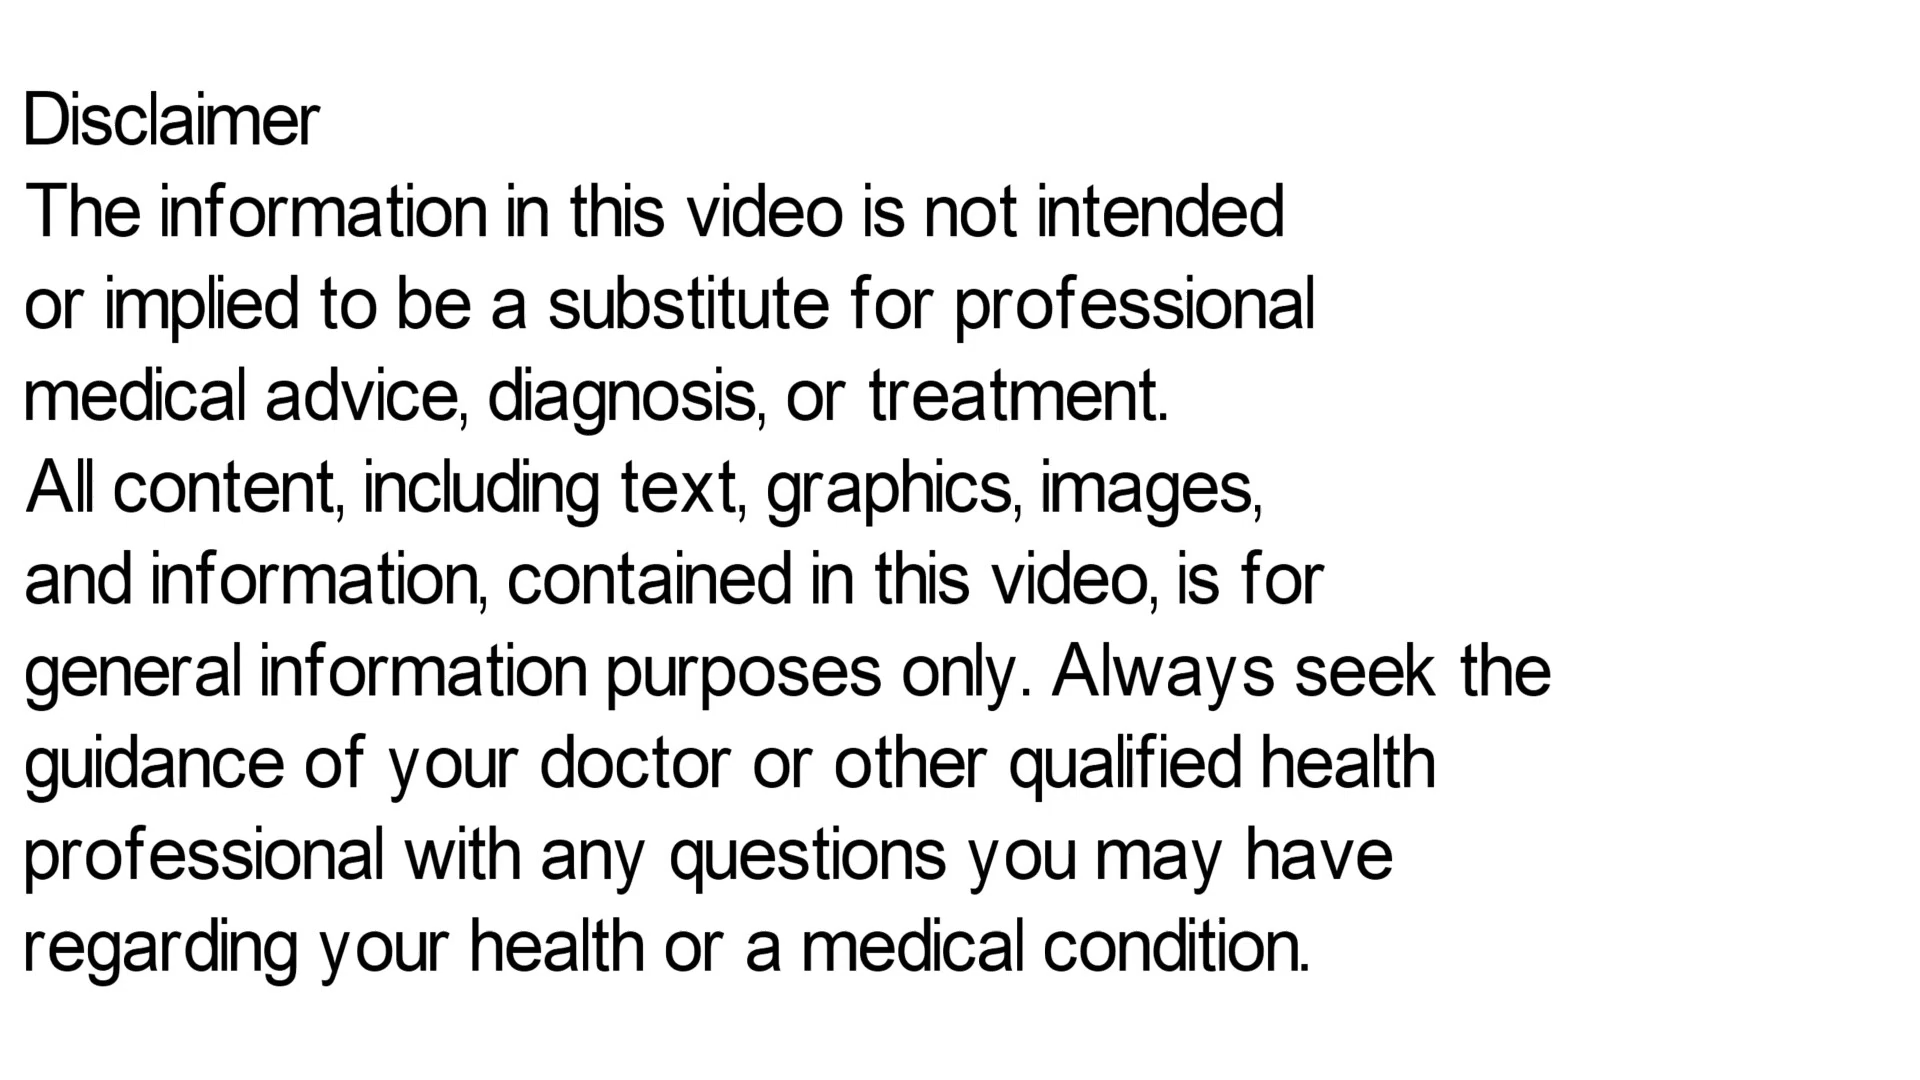 Disclaimer
The information in this video is not intended
or implied to be a substitute for professional
medical advice, diagnosis, or treatment.
All content, including text, graphics, images,
and information, contained in this video, is for
general information purposes only. Always seek the
guidance of your doctor or other qualified health
professional with any questions you may have
regarding your health or a medical condition.